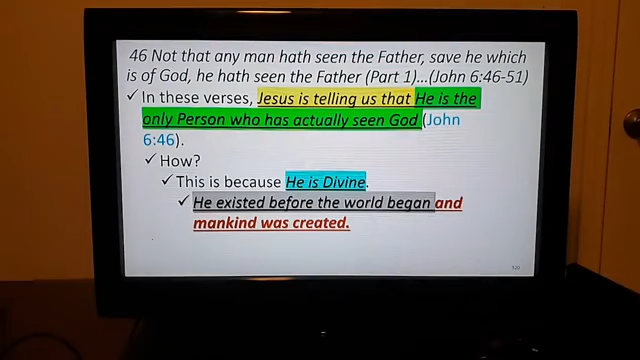 46 Not that any man hath seen the Father, save he which
is of God, he hath seen the Father (Part 1)...(John 6:46-51)
✓ In these verses, Jesus is telling us that He is the
only Person who has actually seen God (John
6:46).
✓ How?
✓ This is because He is Divine.
✓ He existed before the world began and
mankind was created.